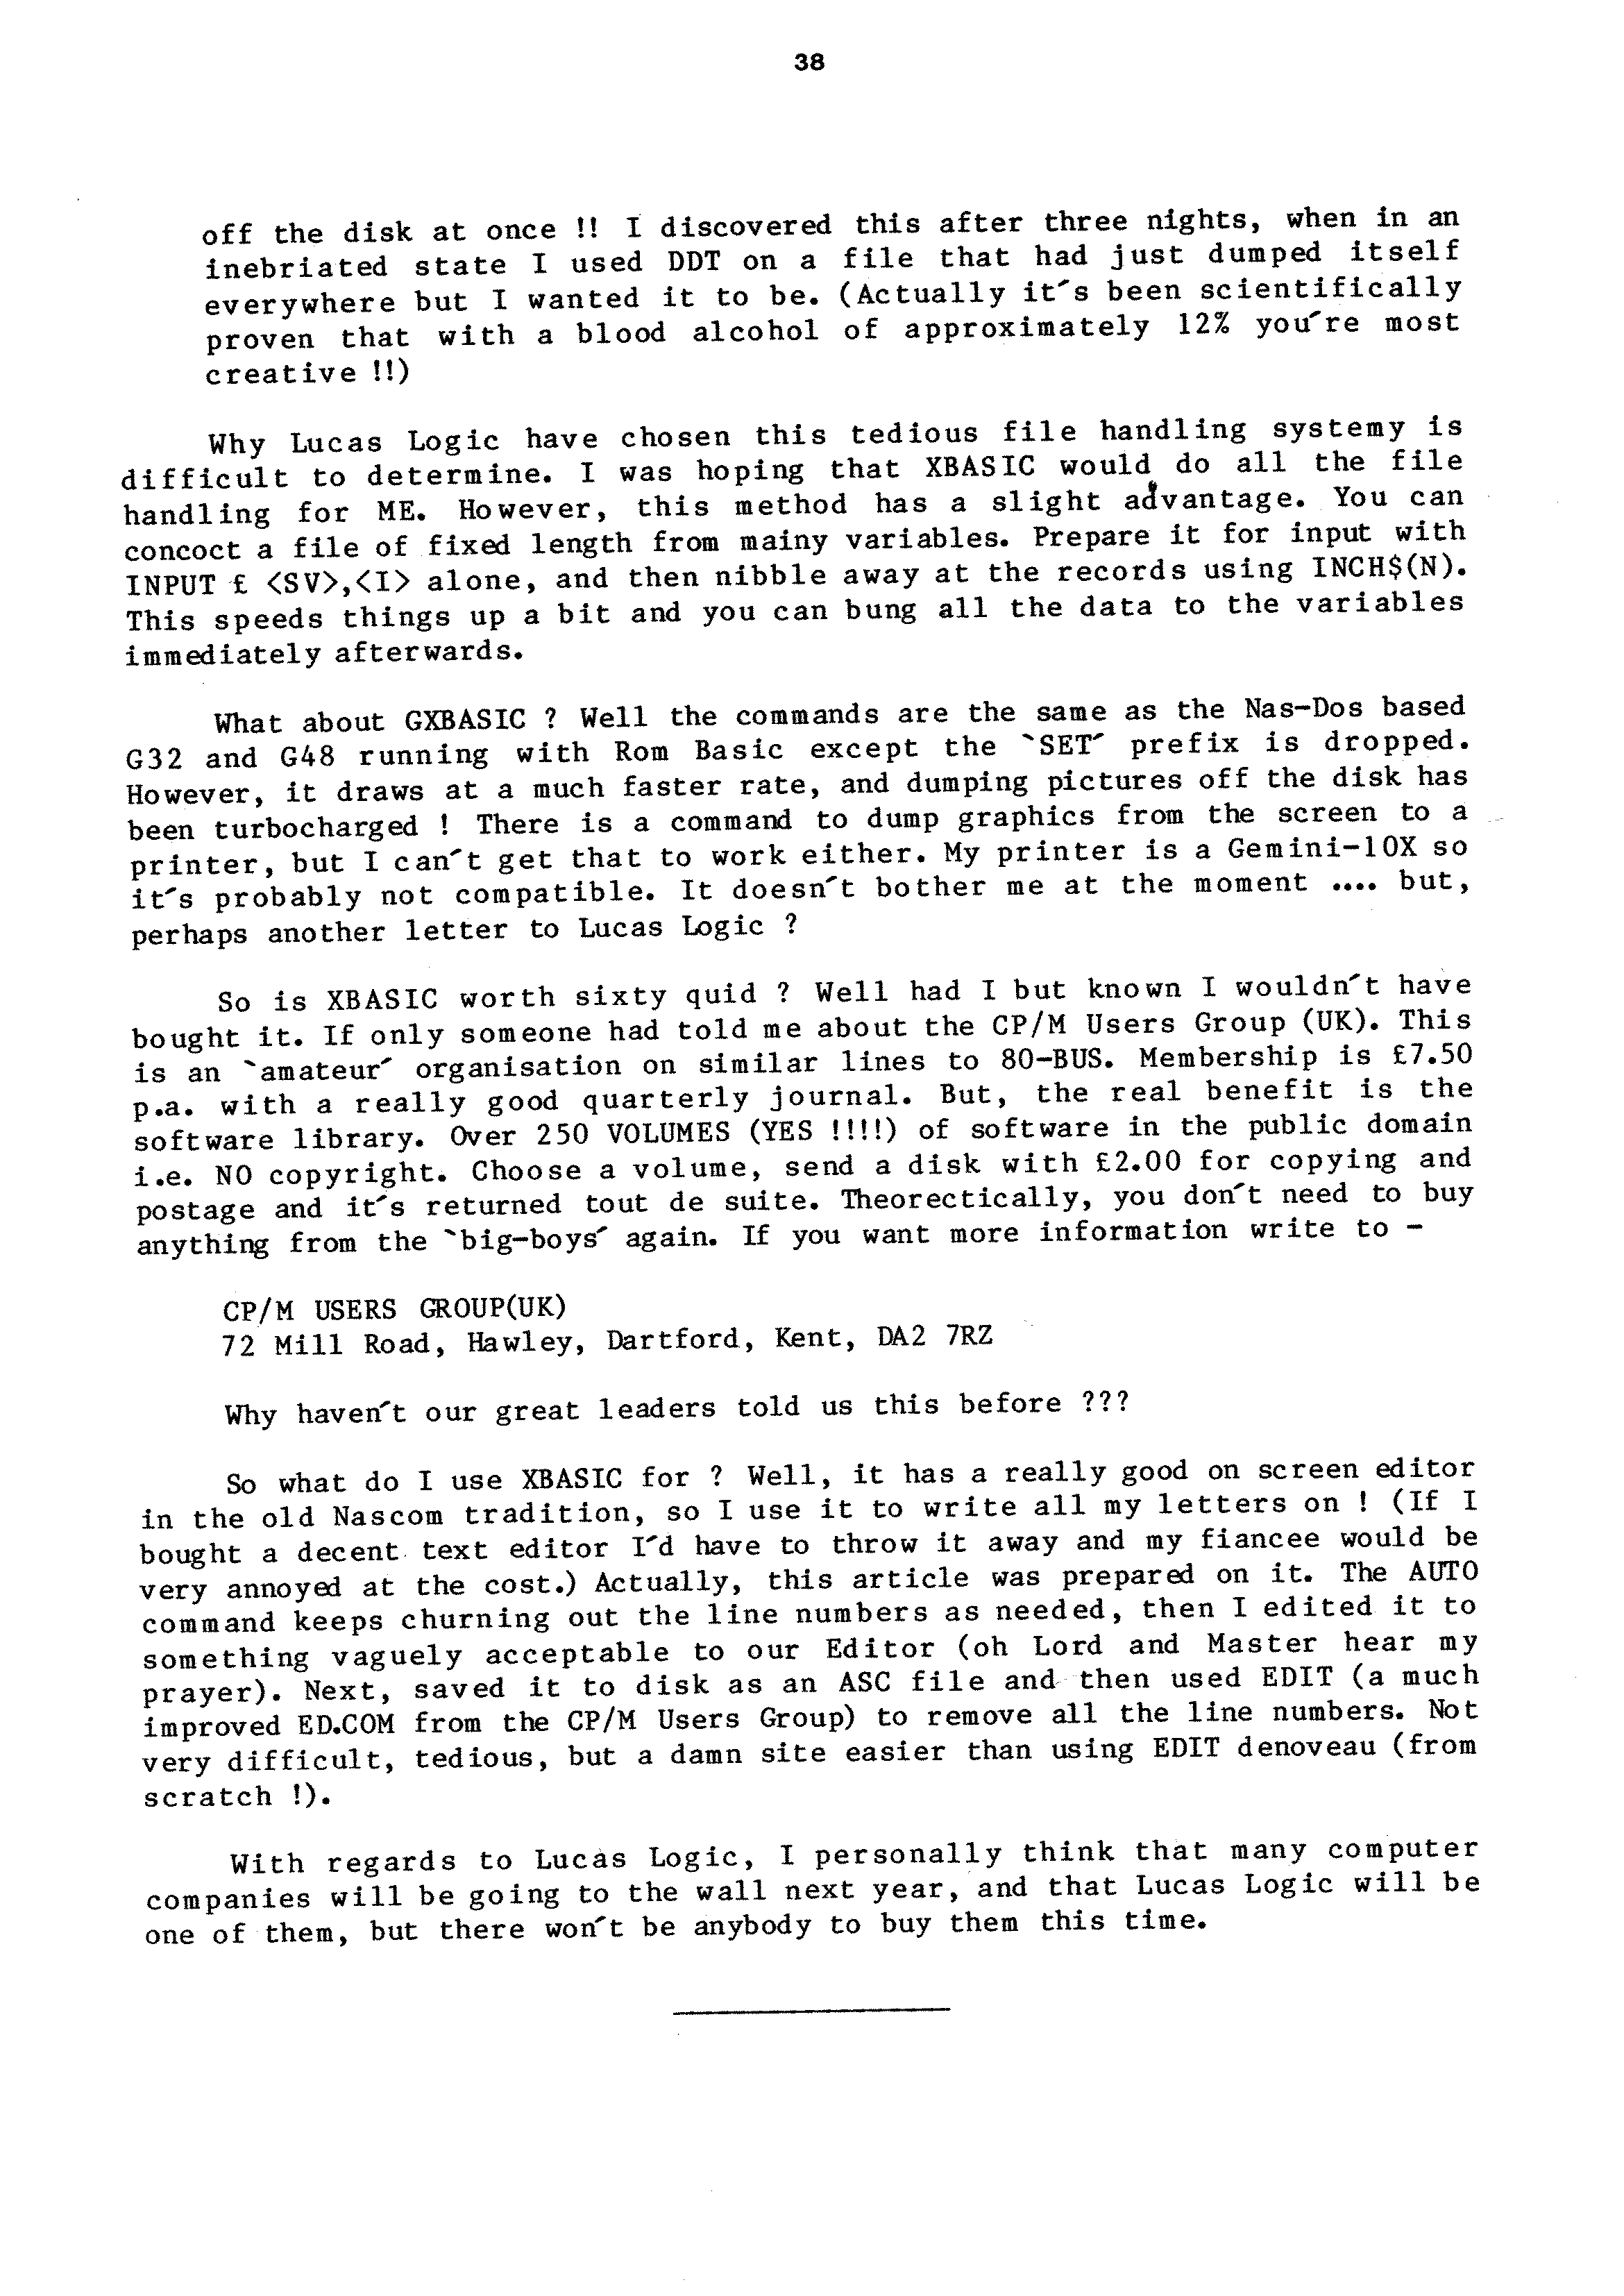 38
off the disk at once !! I discovered this after three nights, when in an
inebriated state I used DDT on a file that had just dumped itself
everywhere but I wanted it to be. (Actually it´s been scientifically
proven that with a blood alcohol of approximately 12% you´re most
creative !!)
Why Lucas Logic have chosen this tedious file handling systemy is
difficult to determine. I was hoping that XBASIC would do all the file
handling for ME. However, this method has a slight advantage. You can
concoct a file of fixed length from mainy variables. Prepare it for input with
INPUT £ <SV>,<I> alone, and then nibble away at the records using INCH$(N).
This speeds things up a bit and you can bung all the data to the variables
immediately afterwards.
What about GXBASIC ? Well the commands are the same as the Nas-Dos based
G32 and G48 running with Rom Basic except the `SET´ prefix is dropped.
However, it draws at a much faster rate, and dumping pictures off the disk has
been turbocharged ! There is a command to dump graphics from the screen to a
printer, but I can´t get that to work either. My printer is a Gemini-10X so
it´s probably not compatible. It doesn´t bother me at the moment .... but,
perhaps another letter to Lucas Logic ?
So is XBASIC worth sixty quid ? Well had I but known I wouldn´t have
bought it. If only someone had told me about the CP/M Users Group (UK). This
is an `amateur´ organisation on similar lines to 80-BUS. Membership is £7.50
p.a. with a really good quarterly journal. But, the real benefit is the
software library. Over 250 VOLUMES (YES !!!!) of software in the public domain
i.e. NO copyright. Choose a volume, send a disk with £2.00 for copying and
postage and it´s returned tout de suite. Theorectically, you don´t need to buy
anything from the `big-boys´ again. If you want more information write to -
CP/M USERS GROUP(UK)
72 Mill Road, Hawley, Dartford, Kent, DA2 7RZ
Why haven´t our great leaders told us this before ???
So what do I use XBASIC for ? Well, it has a really good on screen editor
in the old Nascom tradition, so I use it to write all my letters on ! (If I
bought a decent text editor I´d have to throw it away and my fiancee would be
very annoyed at the cost.) Actually, this article was prepared on it. The AUTO
command keeps churning out the line numbers as needed, then I edited it to
something vaguely acceptable to our Editor (oh Lord and Master hear my
prayer). Next, saved it to disk as an ASC file and then used EDIT (a much
improved ED.COM from the CP/M Users Group) to remove all the line numbers. Not
very difficult, tedious, but a damn site easier than using EDIT denoveau (from
scratch !).
With regards to Lucas Logic, I personally think that many computer
companies will be going to the wall next year, and that Lucas Logic will be
one of them, but there won´t be anybody to buy them this time.